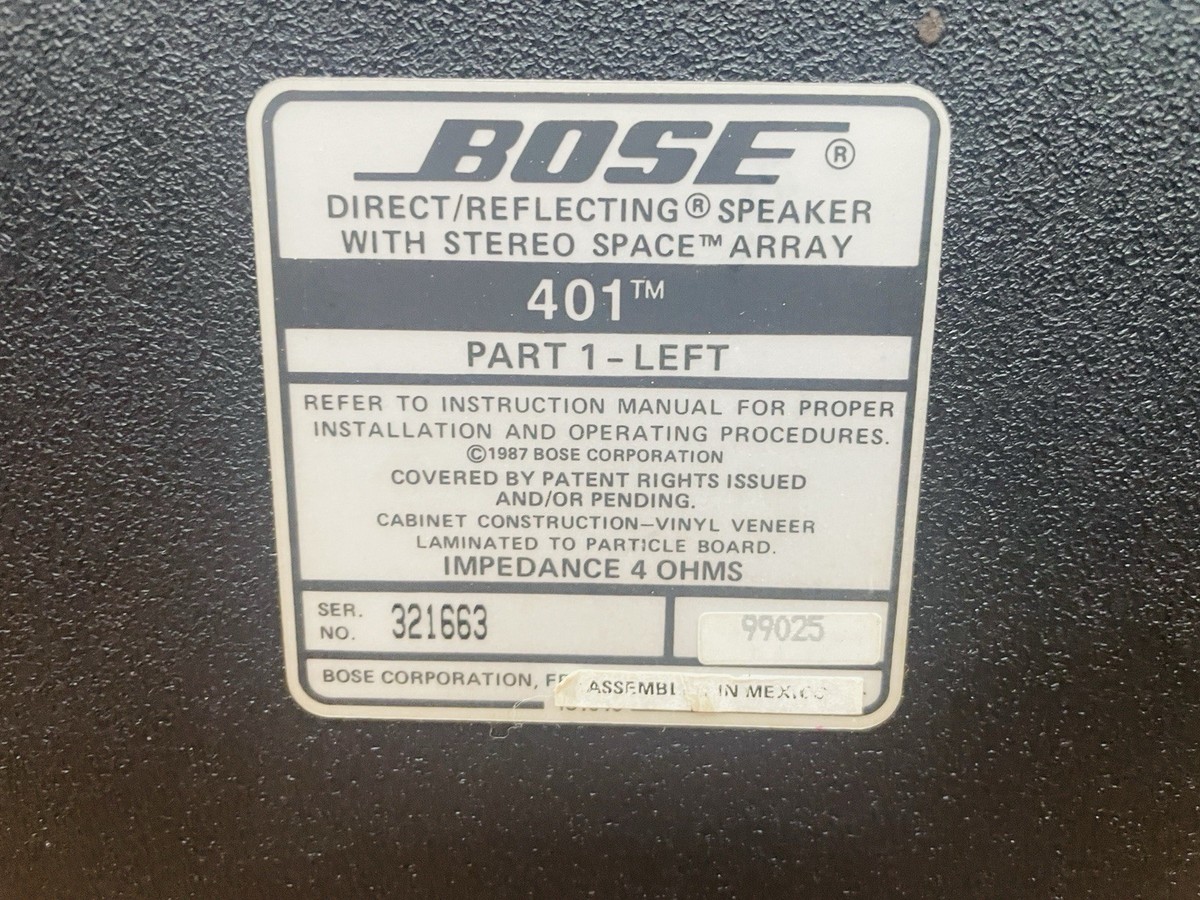 BOSE®
DIRECT/REFLECTING® SPEAKER
WITH STEREO SPACE™ ARRAY
401™
PART 1 – LEFT
REFER TO INSTRUCTION MANUAL FOR PROPER
INSTALLATION AND OPERATING PROCEDURES.
©1987 BOSE CORPORATION
COVERED BY PATENT RIGHTS ISSUED
AND/OR PENDING.
CABINET CONSTRUCTION–VINYL VENEER
LAMINATED TO PARTICLE BOARD.
IMPEDANCE 4 OHMS
SER.
NO. 321663
99025
BOSE CORPORATION,
IN MEXICO